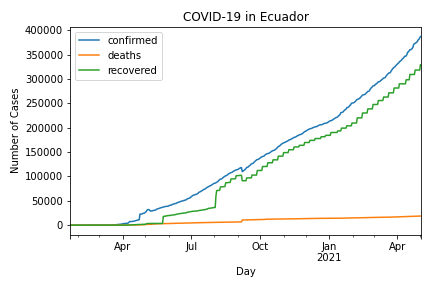 COVID-19 in Ecuador
confirmed
deaths
recovered
Number of Cases
400000
350000
300000
250000
200000
150000
100000
50000
0
Apr
Jul
Oct
Jan
2021
Apr
Day